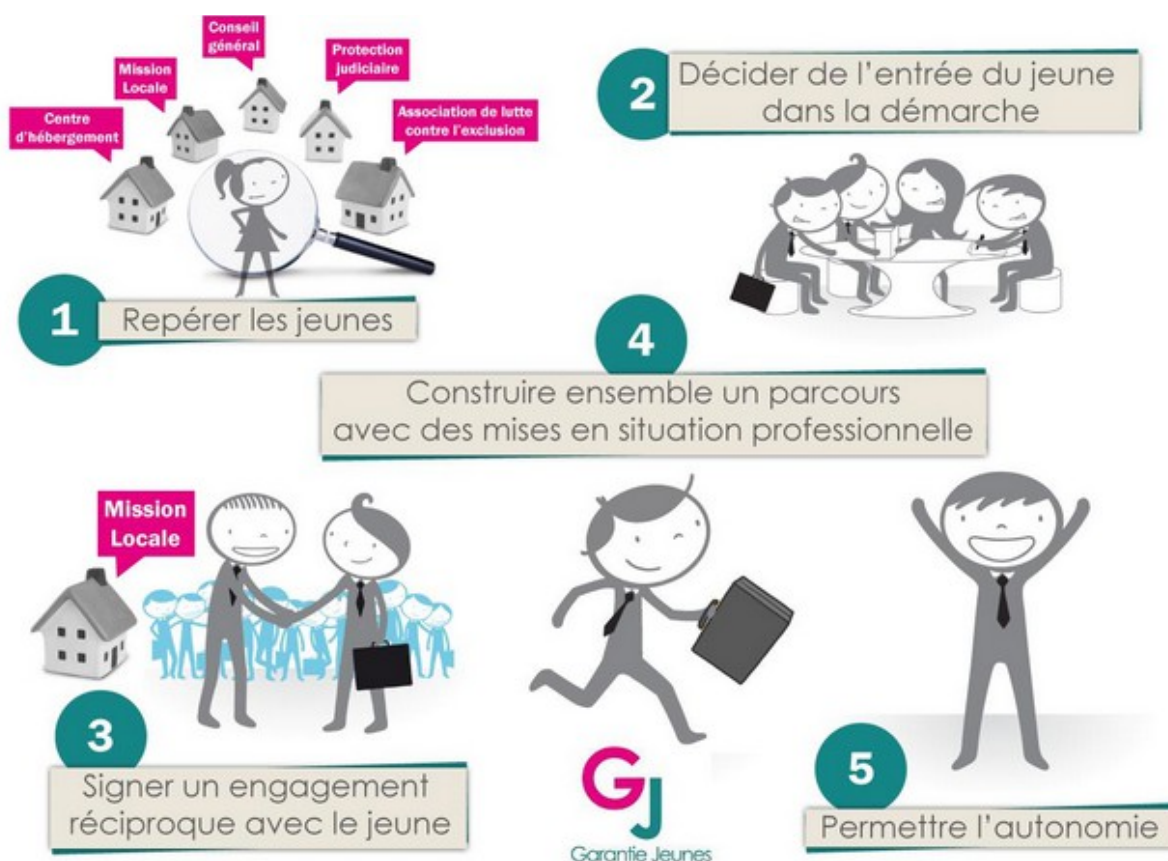 Conseil
général
Mission
Locale
Protection
judiciaire
Centre
d'hébergement
Association de lutte
contre l'exclusion
1
Repérer les jeunes
2
Décider de l'entrée du jeune
dans la démarche
4
Construire ensemble un parcours
avec des mises en situation professionnelle
Mission
Locale
3
Signer un engagement
réciproque avec le jeune
GJ
Garantie Jeunes
5
Permettre l'autonomie